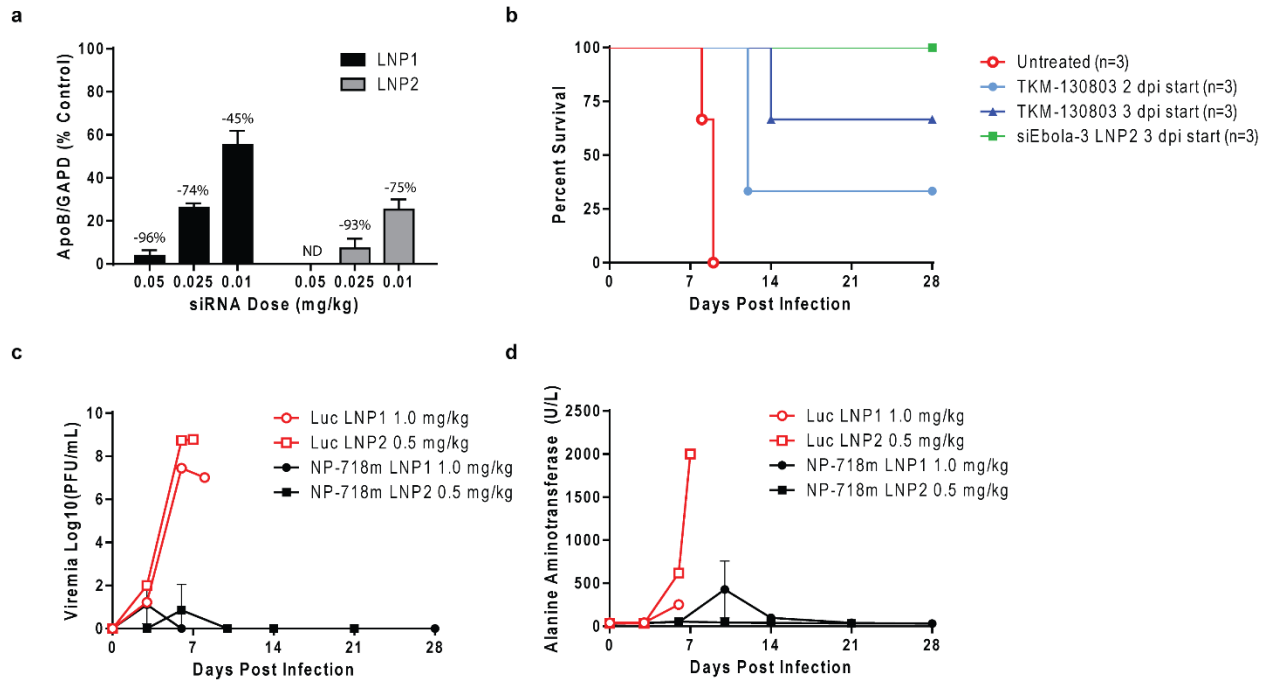 a
ApoB/GAPD (% Control)
100
80
60
40
20
0
-96%
-74%
-45%
ND
-93%
-75%
0.05 0.025 0.01 0.05 0.025 0.01
siRNA Dose (mg/kg)
LNP1
LNP2
b
Percent Survival
100
75
50
25
0
0 7 14 21 28
Days Post Infection
Untreated (n=3)
TKM-130803 2 dpi start (n=3)
TKM-130803 3 dpi start (n=3)
siEbola-3 LNP2 3 dpi start (n=3)
c
Viremia Log10(PFU/mL)
10
8
6
4
2
0
0 7 14 21 28
Days Post Infection
Luc LNP1 1.0 mg/kg
Luc LNP2 0.5 mg/kg
NP-718m LNP1 1.0 mg/kg
NP-718m LNP2 0.5 mg/kg
d
Alanine Aminotransferase (U/L)
2500
2000
1500
1000
500
0
0 7 14 21 28
Days Post Infection
Luc LNP1 1.0 mg/kg
Luc LNP2 0.5 mg/kg
NP-718m LNP1 1.0 mg/kg
NP-718m LNP2 0.5 mg/kg